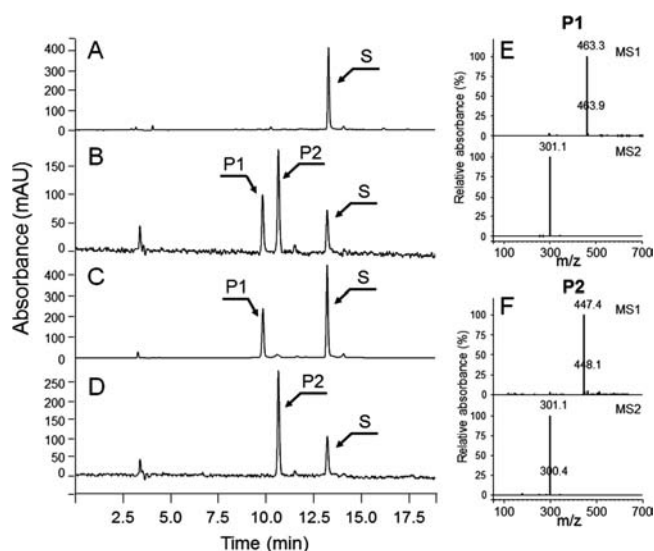 A
400
300
200
100
0
S
B
150
100
50
0
P1
P2
S
C
400
300
200
100
0
P1
S
D
250
200
150
100
50
0
P2
S
Absorbance (mAU)
2.5 5.0 7.5 10.0 12.5 15.0 17.5
Time (min)
P1
E
463.3
MS1
100
75
50
25
0
463.9
301.1
MS2
100
75
50
25
0
Relative absorbance (%)
100 300 500 700
m/z
P2
F
447.4
MS1
100
75
50
25
0
448.1
301.1
MS2
100
75
50
25
0
300.4
Relative absorbance (%)
100 300 500 700
m/z